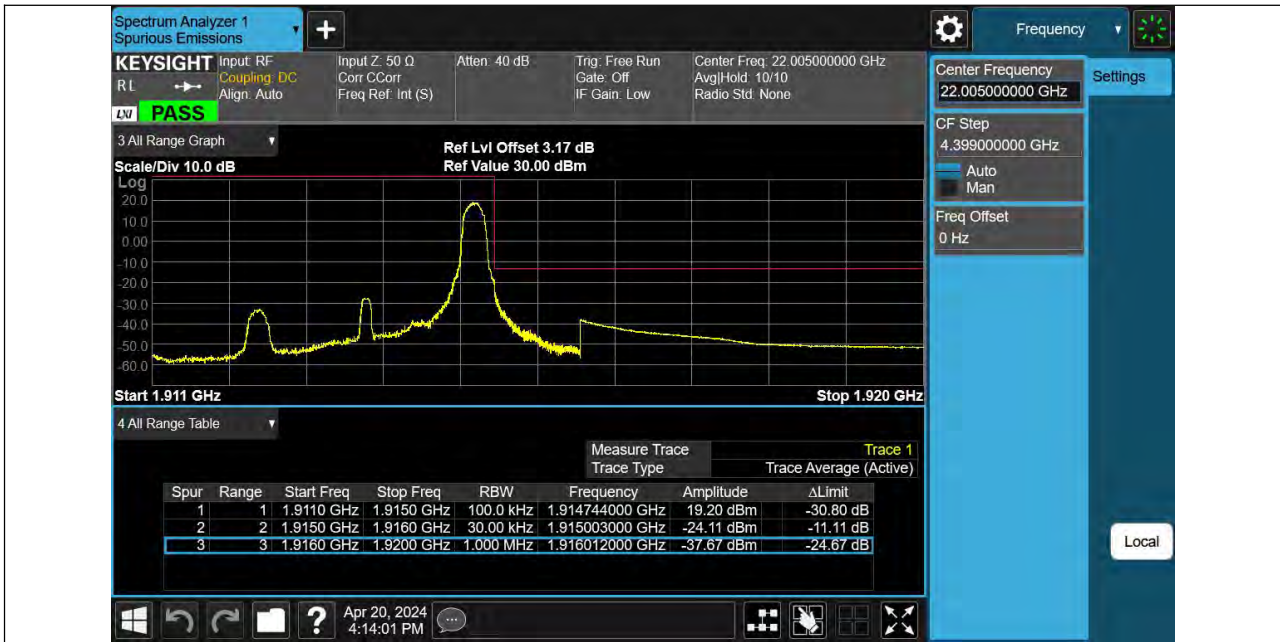 Spectrum Analyzer 1
Spurious Emissions
+
Frequency
KEYSIGHT
RL
LXI
PASS
Input: RF
Coupling: DC
Align: Auto
Input Z: 50 Ω
Corr CCorr
Freq Ref: Int (S)
Atten: 40 dB
Trig: Free Run
Gate: Off
IF Gain: Low
Center Freq: 22.005000000 GHz
Avg|Hold: 10/10
Radio Std: None
Center Frequency
22.005000000 GHz
Settings
CF Step
4.399000000 GHz
Auto
Man
Freq Offset
0 Hz
3 All Range Graph
Scale/Div 10.0 dB
Ref Lvl Offset 3.17 dB
Ref Value 30.00 dBm
Log
20.0
10.0
0.00
-10.0
-20.0
-30.0
-40.0
-50.0
-60.0
Start 1.911 GHz Stop 1.920 GHz
4 All Range Table
Measure Trace Trace 1
Trace Type Trace Average (Active)
Spur Range Start Freq Stop Freq RBW Frequency Amplitude ΔLimit
1 1 1.9110 GHz 1.9150 GHz 100.0 kHz 1.914744000 GHz 19.20 dBm -30.80 dB
2 2 1.9150 GHz 1.9160 GHz 30.00 kHz 1.915003000 GHz -24.11 dBm -11.11 dB
3 3 1.9160 GHz 1.9200 GHz 1.000 MHz 1.916012000 GHz -37.67 dBm -24.67 dB
Local
?
Apr 20, 2024
4:14:01 PM